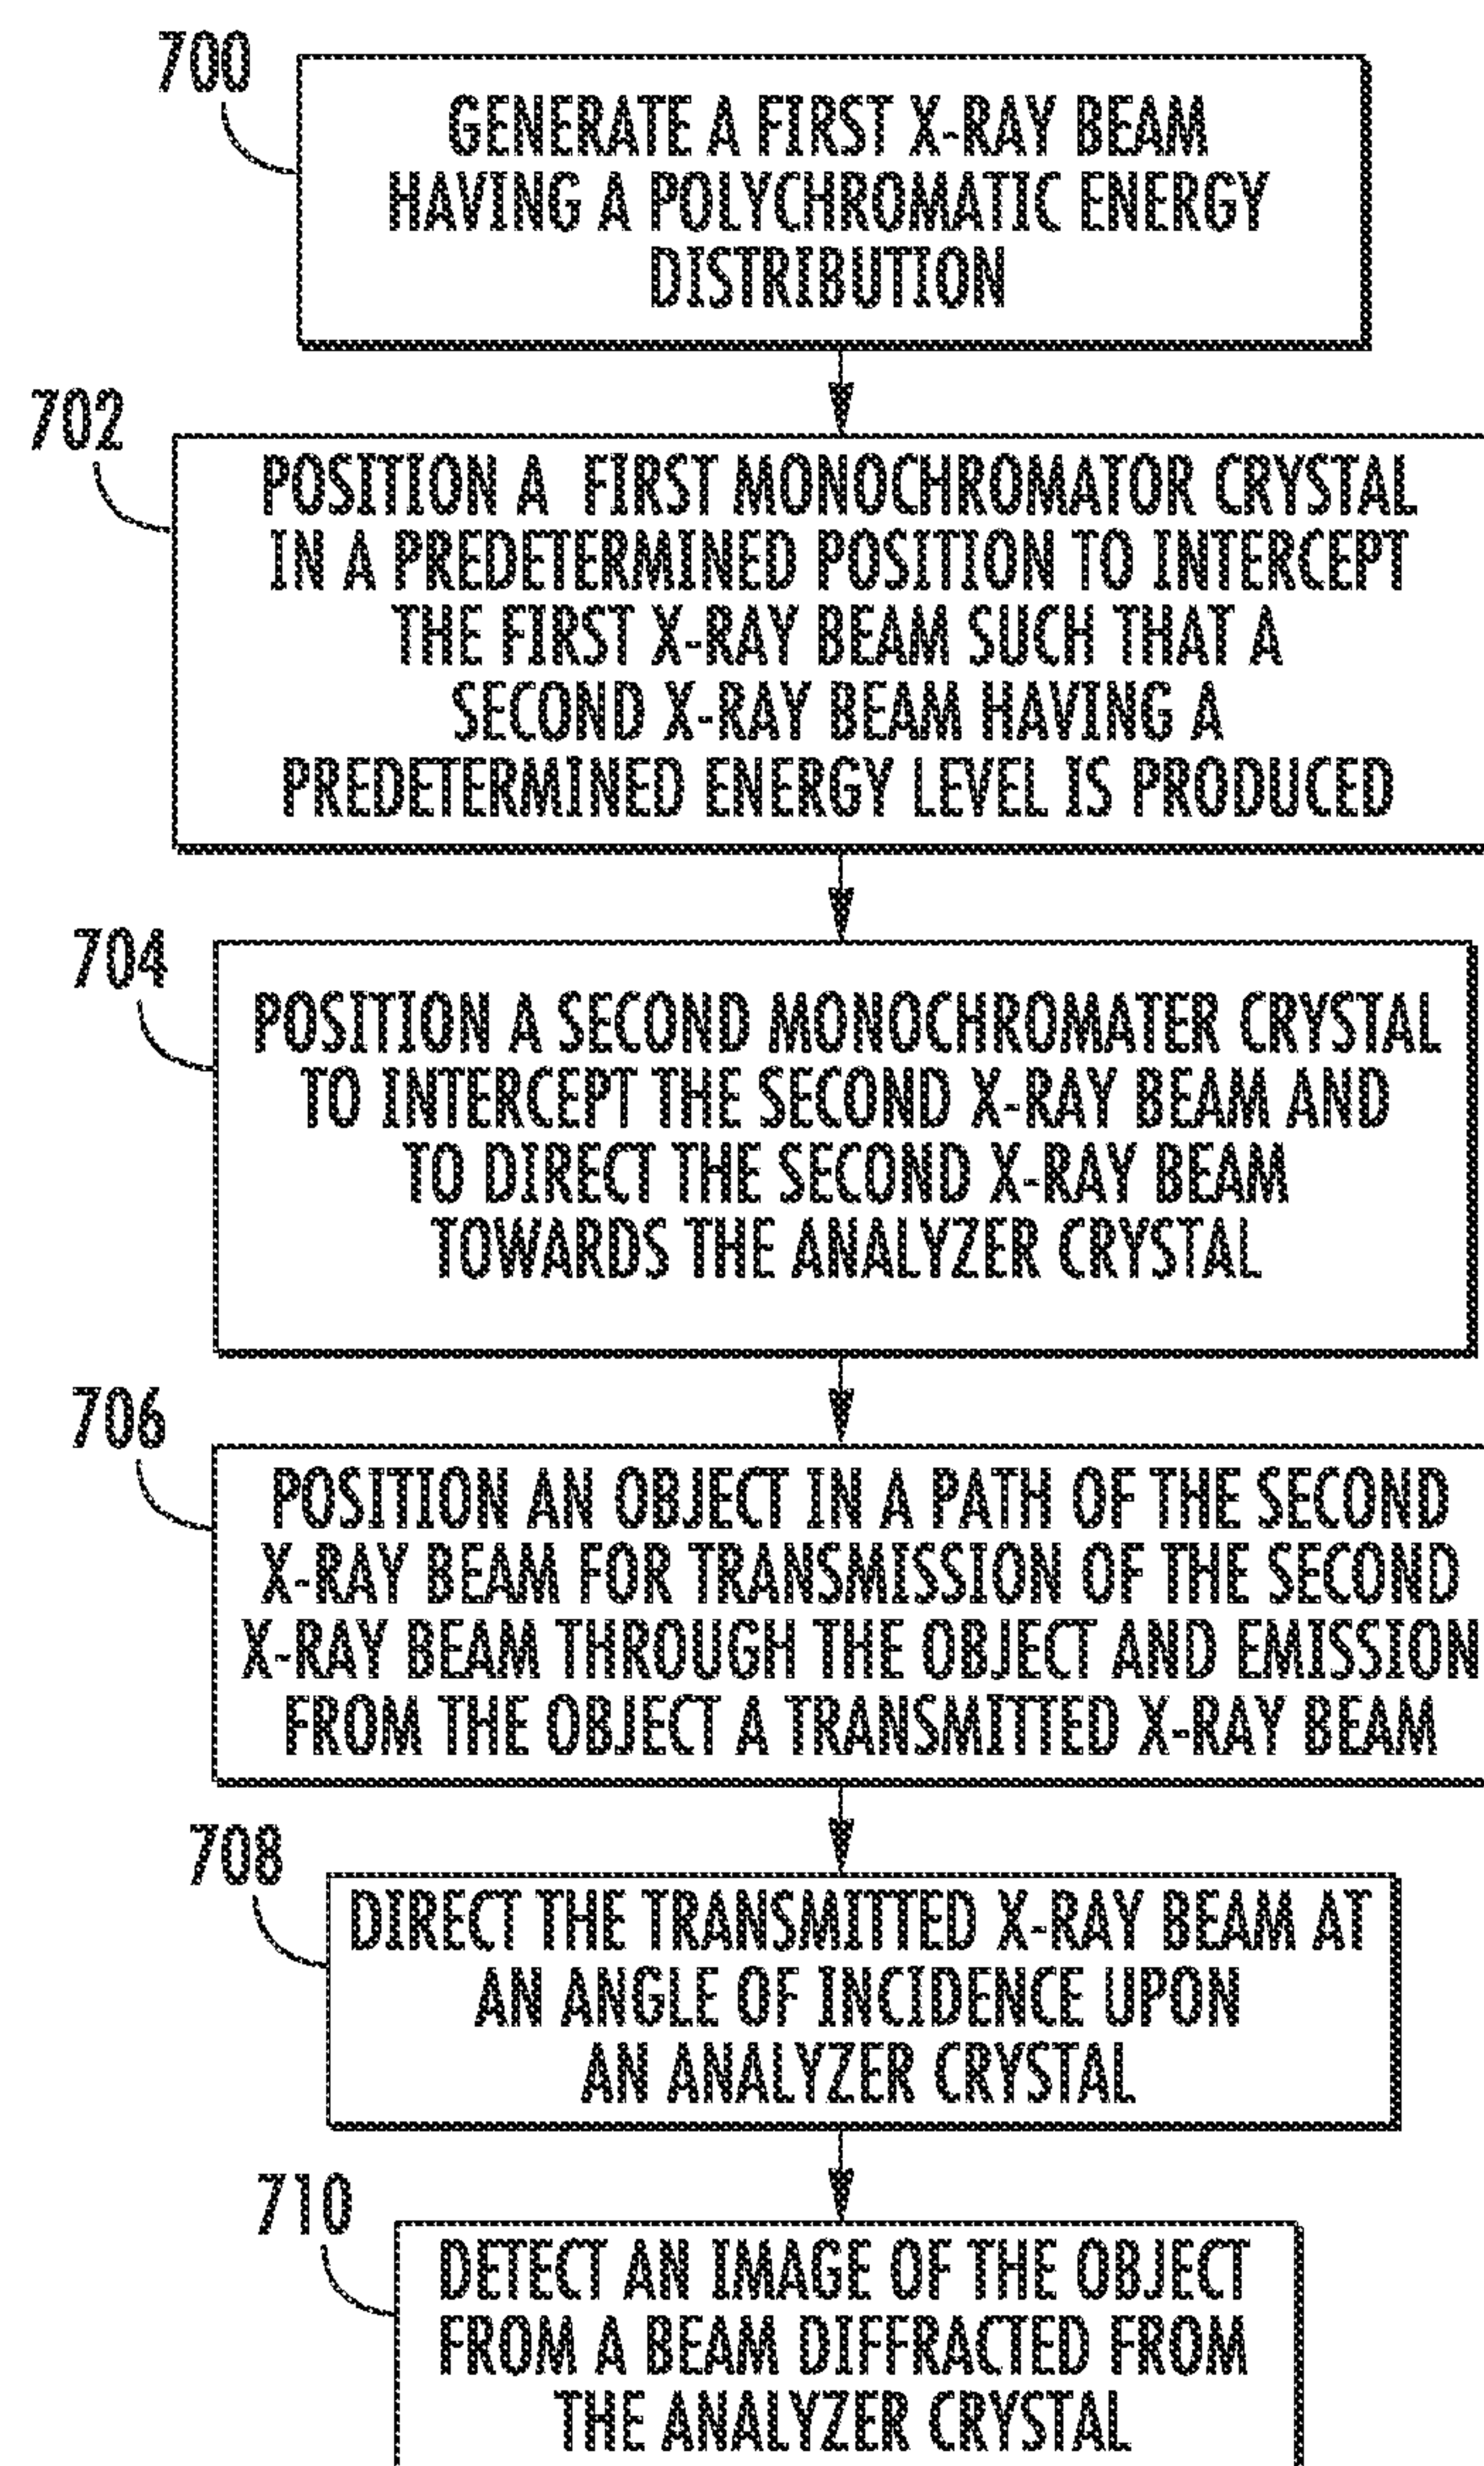 700
GENERATE A FIRST X-RAY BEAM
HAVING A POLYCHROMATIC ENERGY
DISTRIBUTION
702
POSITION A FIRST MONOCHROMATOR CRYSTAL
IN A PREDETERMINED POSITION TO INTERCEPT
THE FIRST X-RAY BEAM SUCH THAT A
SECOND X-RAY BEAM HAVING A
PREDETERMINED ENERGY LEVEL IS PRODUCED
704
POSITION A SECOND MONOCHROMATER CRYSTAL
TO INTERCEPT THE SECOND X-RAY BEAM AND
TO DIRECT THE SECOND X-RAY BEAM
TOWARDS THE ANALYZER CRYSTAL
706
POSITION AN OBJECT IN A PATH OF THE SECOND
X-RAY BEAM FOR TRANSMISSION OF THE SECOND
X-RAY BEAM THROUGH THE OBJECT AND EMISSION
FROM THE OBJECT A TRANSMITTED X-RAY BEAM
708
DIRECT THE TRANSMITTED X-RAY BEAM AT
AN ANGLE OF INCIDENCE UPON
AN ANALYZER CRYSTAL
710
DETECT AN IMAGE OF THE OBJECT
FROM A BEAM DIFFRACTED FROM
THE ANALYZER CRYSTAL